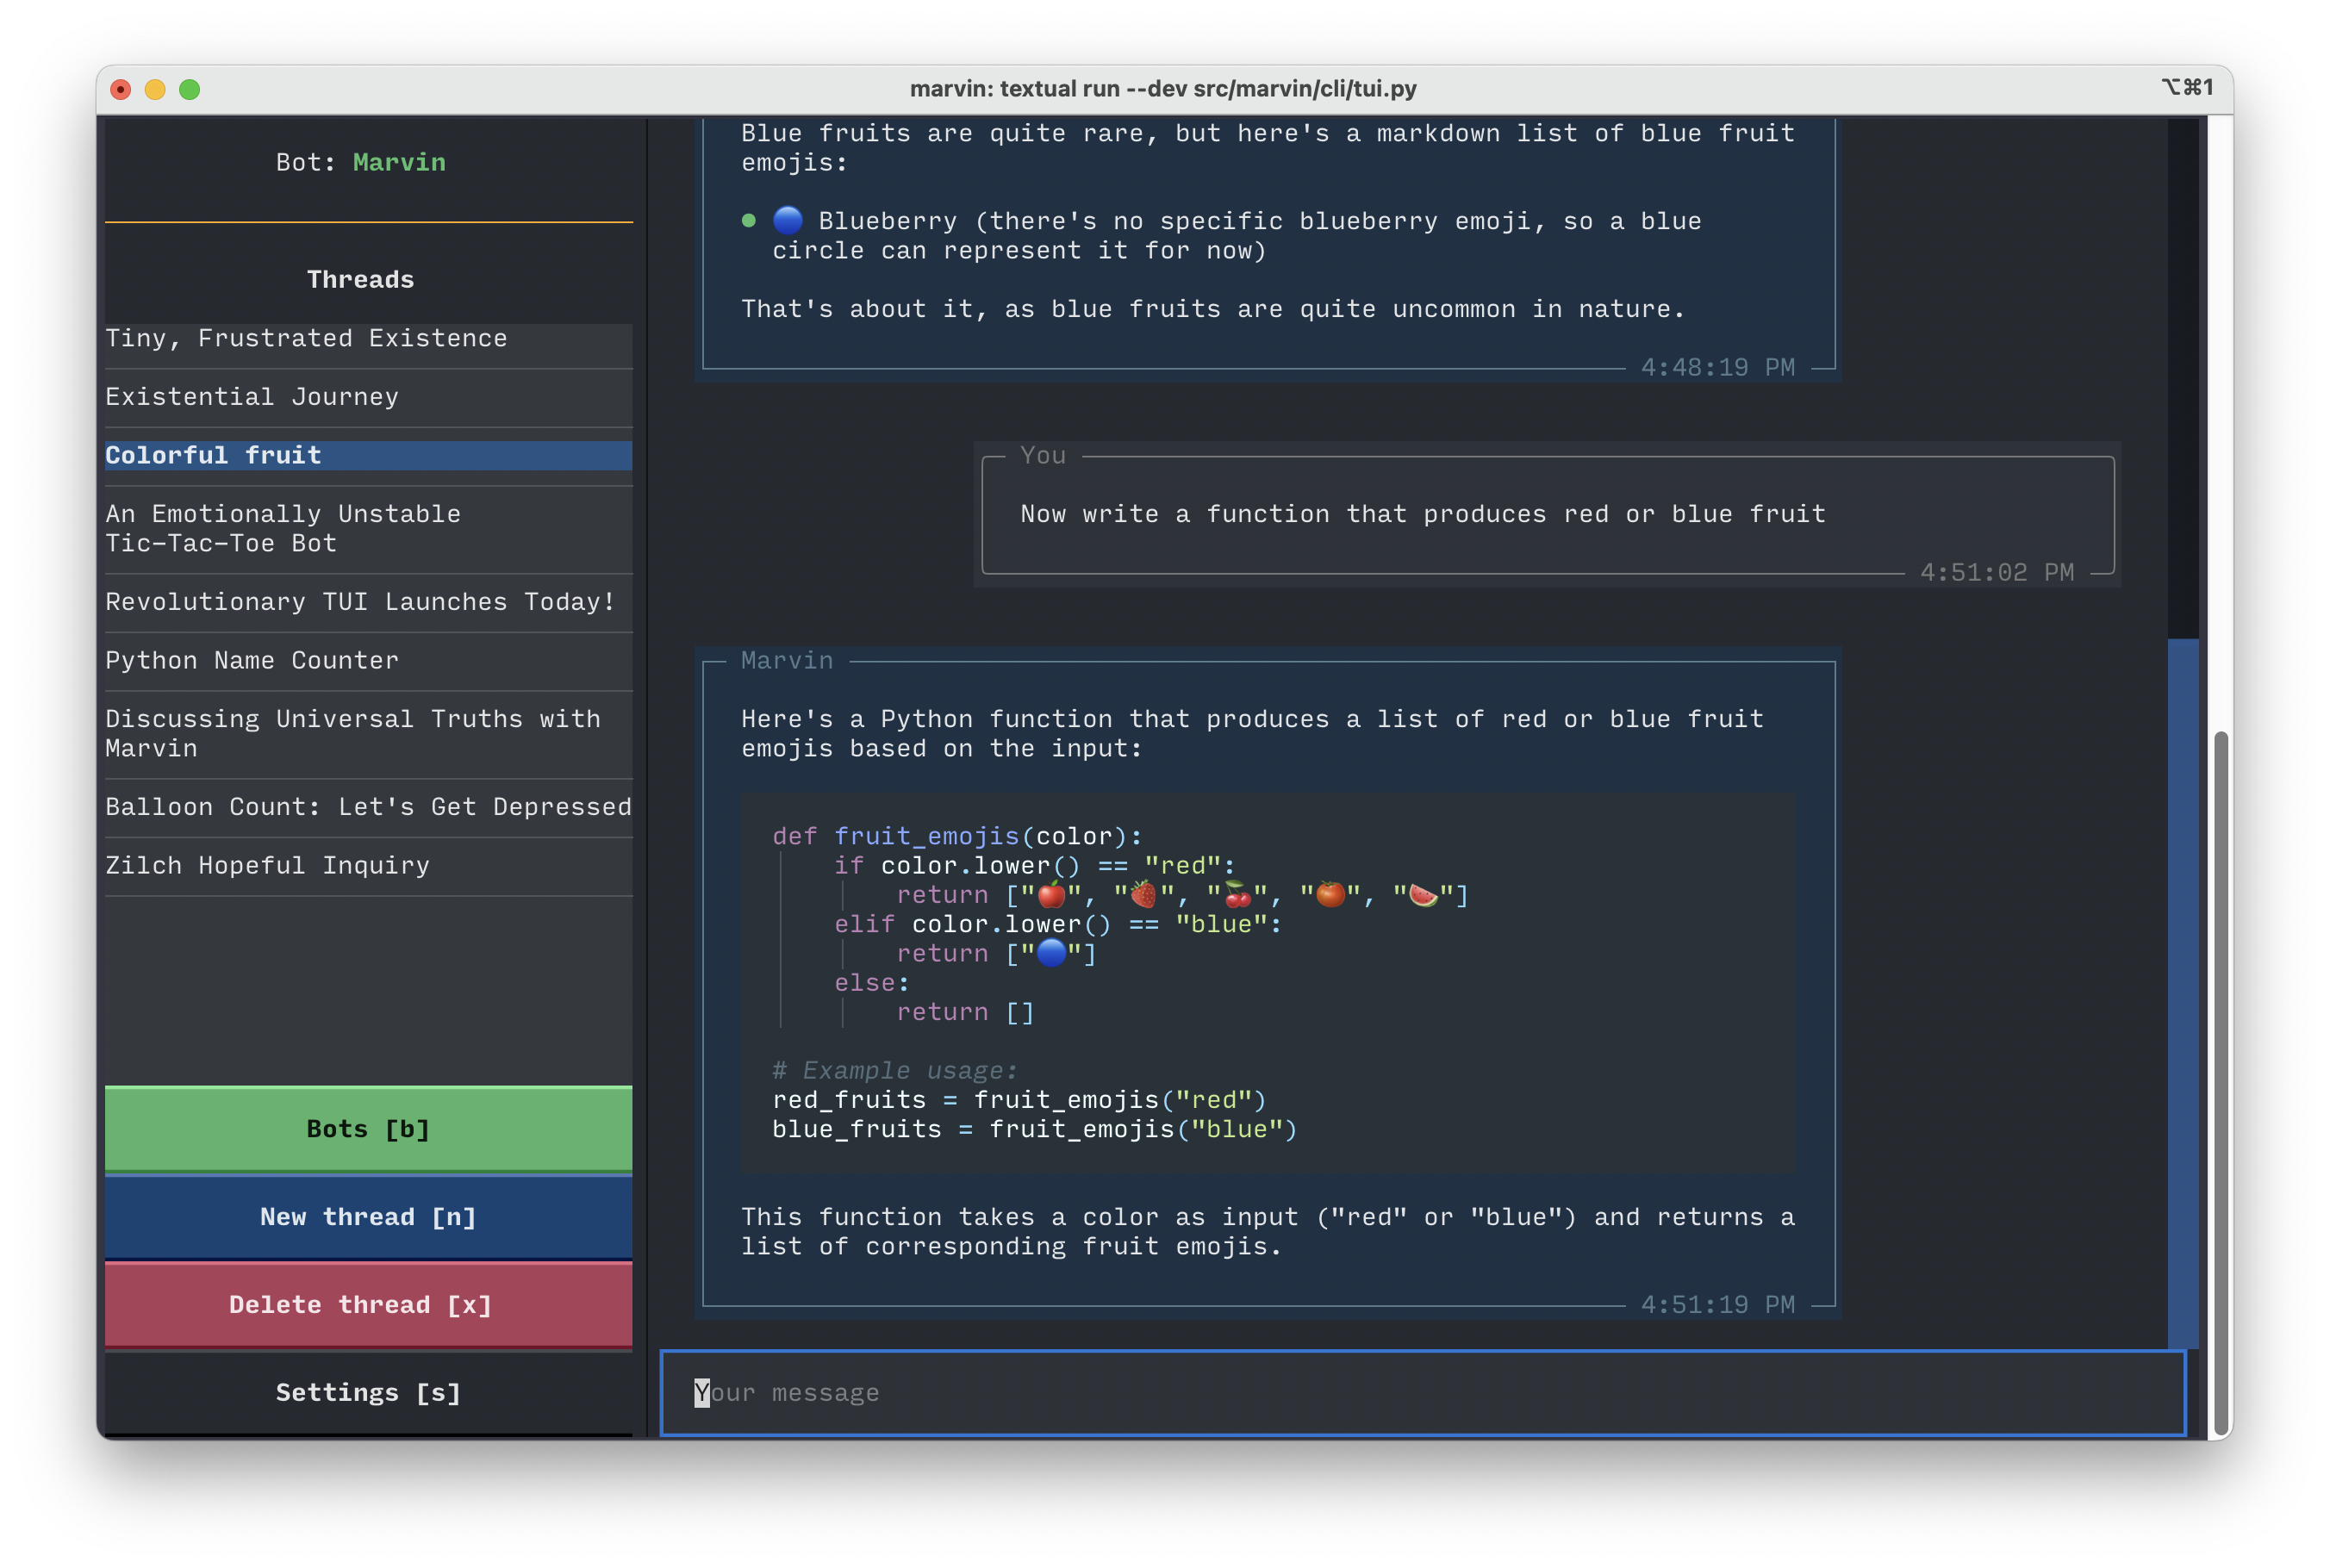 marvin: textual run --dev src/marvin/cli/tui.py
⌥⌘1
Bot: Marvin
Threads
Tiny, Frustrated Existence
Existential Journey
Colorful fruit
An Emotionally Unstable
Tic-Tac-Toe Bot
Revolutionary TUI Launches Today!
Python Name Counter
Discussing Universal Truths with
Marvin
Balloon Count: Let's Get Depressed
Zilch Hopeful Inquiry
Bots [b]
New thread [n]
Delete thread [x]
Settings [s]
Blue fruits are quite rare, but here's a markdown list of blue fruit
emojis:
● 🔵 Blueberry (there's no specific blueberry emoji, so a blue
circle can represent it for now)
That's about it, as blue fruits are quite uncommon in nature.
4:48:19 PM
You
Now write a function that produces red or blue fruit
4:51:02 PM
Marvin
Here's a Python function that produces a list of red or blue fruit
emojis based on the input:
def fruit_emojis(color):
    if color.lower() == "red":
        return ["🍎", "🍓", "🍒", "🍅", "🍉"]
    elif color.lower() == "blue":
        return ["🔵"]
    else:
        return []
# Example usage:
red_fruits = fruit_emojis("red")
blue_fruits = fruit_emojis("blue")
This function takes a color as input ("red" or "blue") and returns a
list of corresponding fruit emojis.
4:51:19 PM
Your message